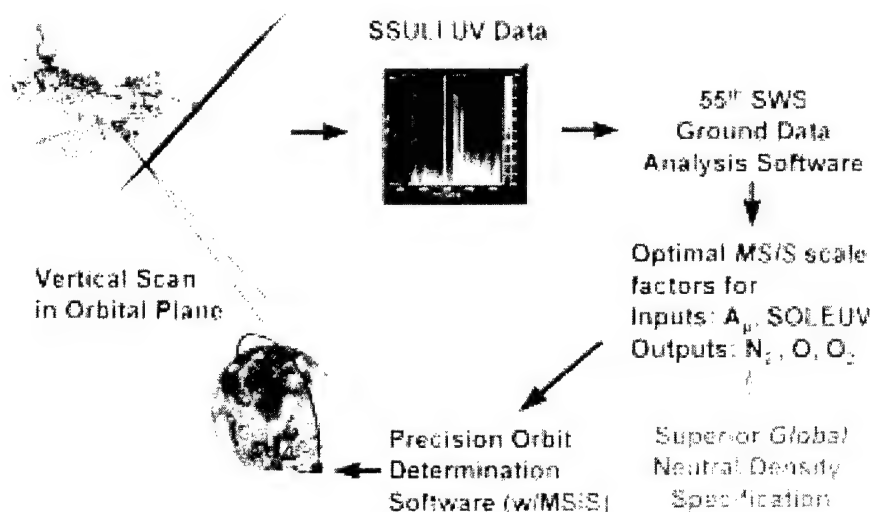 SSULI UV Data
55th SWS
Ground Data
Analysis Software
Vertical Scan
in Orbital Plane
Optimal MSIS scale
factors for
Inputs: Ap, SOLEUV
Outputs: N2, O, O2
Precision Orbit
Determination
Software (w/MSIS)
Superior Global
Neutral Density
Specification